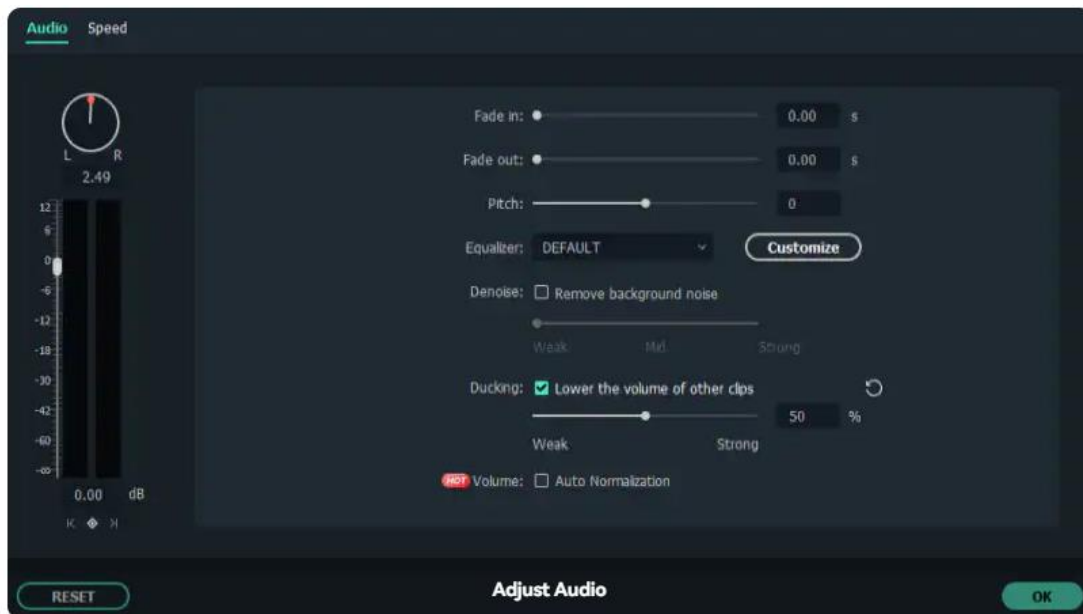 Audio Speed
L R
2.49
12
6
0
-6
-12
-18
-30
-42
-60
-∞
0.00 dB
Fade in: 0.00 s
Fade out: 0.00 s
Pitch: 0
Equalizer: DEFAULT Customize
Denoise: Remove background noise
Weak Mid Strong
Ducking: Lower the volume of other clips
50 %
Weak Strong
HOT Volume: Auto Normalization
RESET Adjust Audio OK